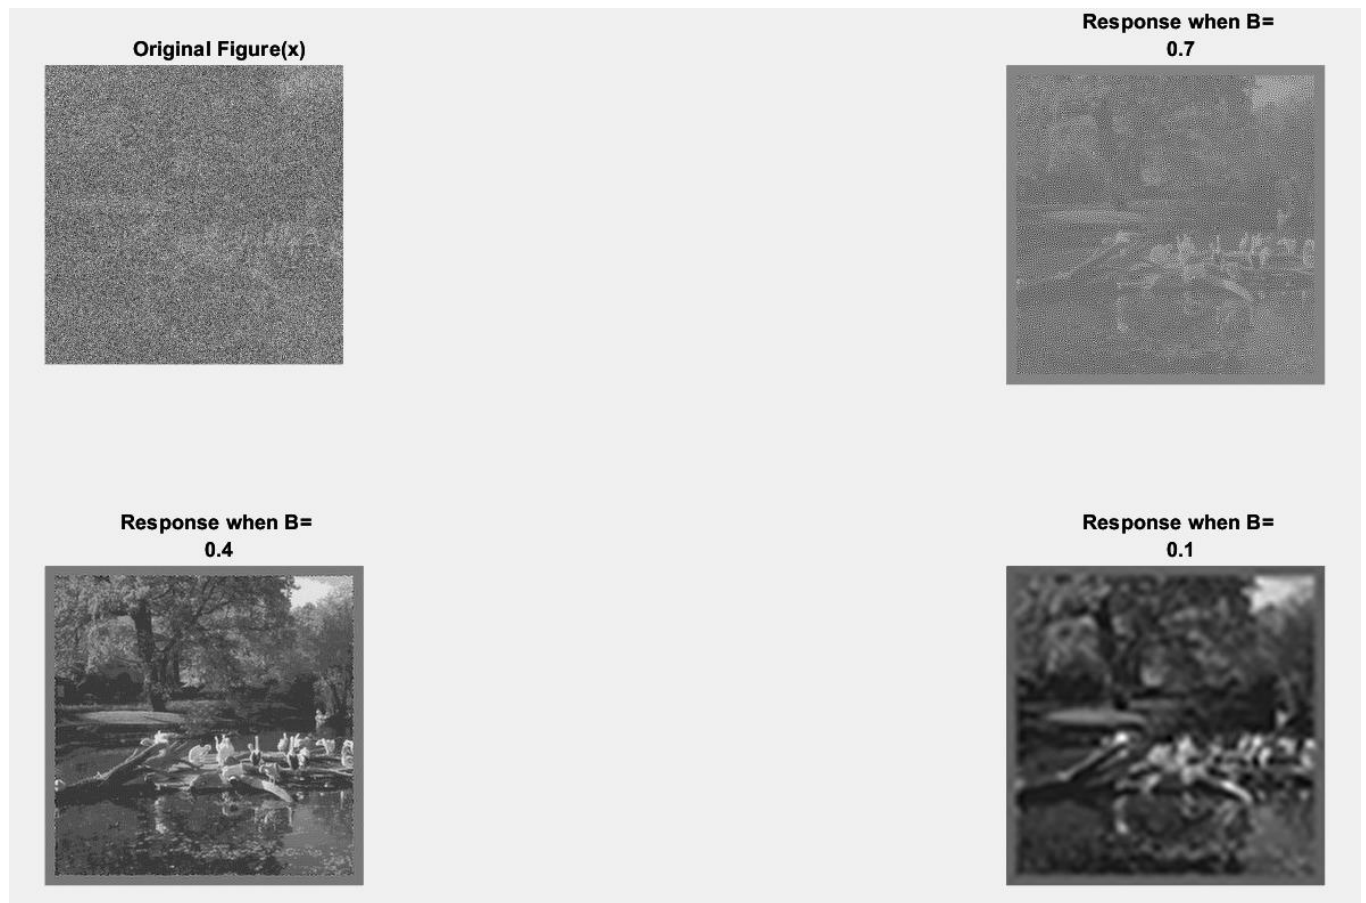 Original Figure(x)
Response when B=
0.7
Response when B=
0.4
Response when B=
0.1